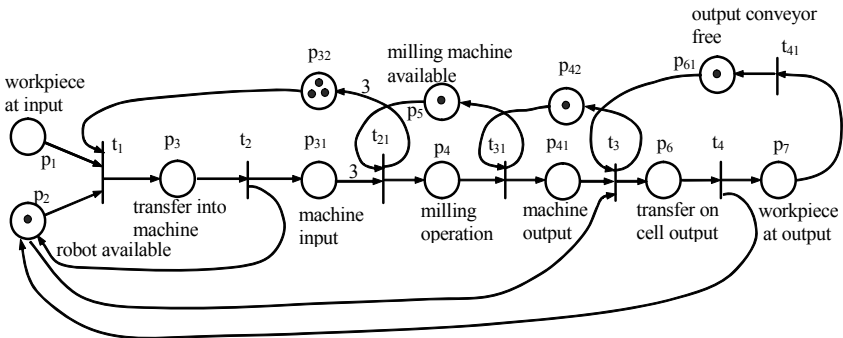 output conveyor
free
t41
p61
p32
milling machine
available
p42
workpiece
at input
3
p5
t1
p3
t2
p31
t21
p4
t31
p41
t3
p6
t4
p7
p1
3
p2
transfer into
machine
machine
input
milling
operation
machine
output
transfer on
cell output
workpiece
at output
robot available